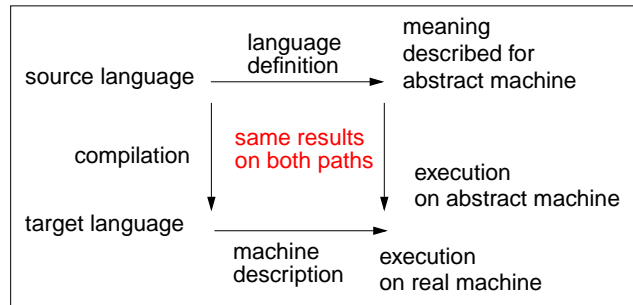 meaning
described for
abstract machine
language
definition
source language
same results
on both paths
compilation
execution
on abstract machine
target language
machine
description
execution
on real machine